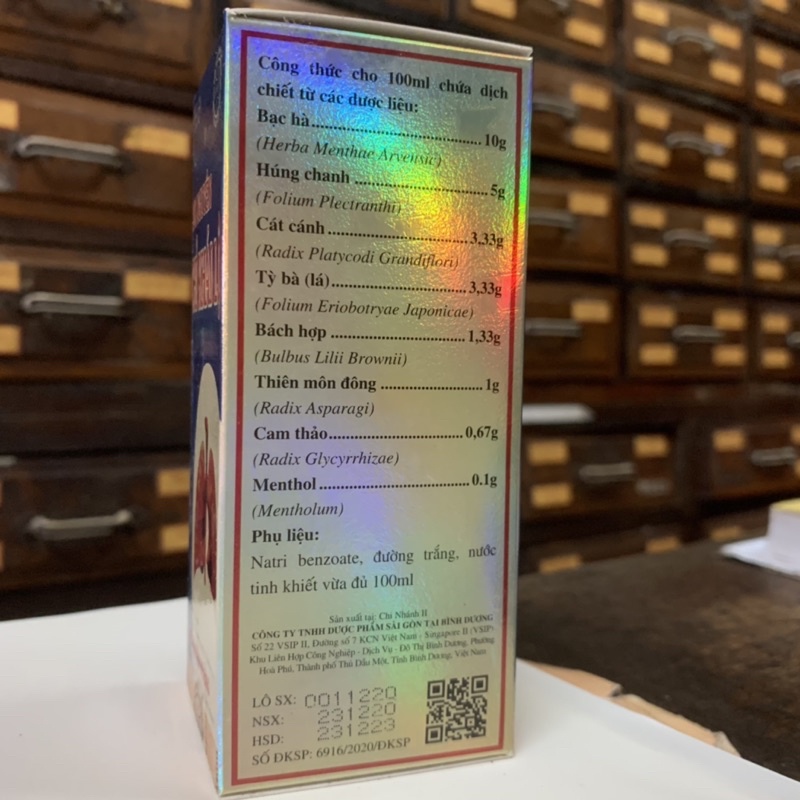 Công thức cho 100ml chứa dịch
chiết từ các dược liệu:
Bạc hà.....................................10g
(Herba Menthae Arvensic)
Húng chanh..............................5g
(Folium Plectranthi)
Cát cánh...............................3,33g
(Radix Platycodi Grandiflori)
Tỳ bà (lá).............................3,33g
(Folium Eriobotryae Japonicae)
Bách hợp..............................1,33g
(Bulbus Lilii Brownii)
Thiên môn đông......................1g
(Radix Asparagi)
Cam thảo..............................0,67g
(Radix Glycyrrhizae)
Menthol.................................0.1g
(Mentholum)
Phụ liệu:
Natri benzoate, đường trắng, nước
tinh khiết vừa đủ 100ml
Sản xuất tại: Chi Nhánh II
CÔNG TY TNHH DƯỢC PHẨM SÀI GÒN TẠI BÌNH DƯƠNG
Số 22 VSIP II, Đường số 7 KCN Việt Nam - Singapore II (VSIP)
Khu Liên Hợp Công Nghiệp - Dịch Vụ - Đô Thị Bình Dương, Phường
Hoà Phú, Thành phố Thủ Dầu Một, Tỉnh Bình Dương, Việt Nam
LÔ SX: 0011220
NSX: 231220
HSD: 231223
SỐ ĐKSP: 6916/2020/ĐKSP